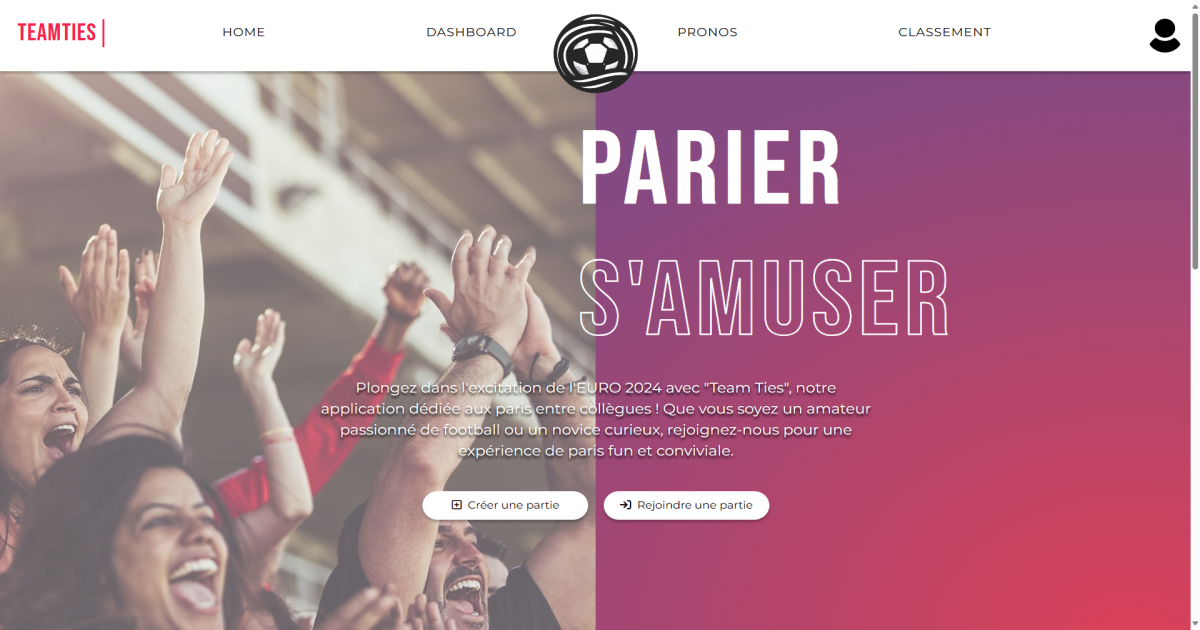 TEAMTIES
HOME
DASHBOARD
PRONOS
CLASSEMENT
PARIER
S'AMUSER
Plongez dans l'excitation de l'EURO 2024 avec "Team Ties", notre
application dédiée aux paris entre collègues ! Que vous soyez un amateur
passionné de football ou un novice curieux, rejoignez-nous pour une
expérience de paris fun et conviviale.
Créer une partie
Rejoindre une partie